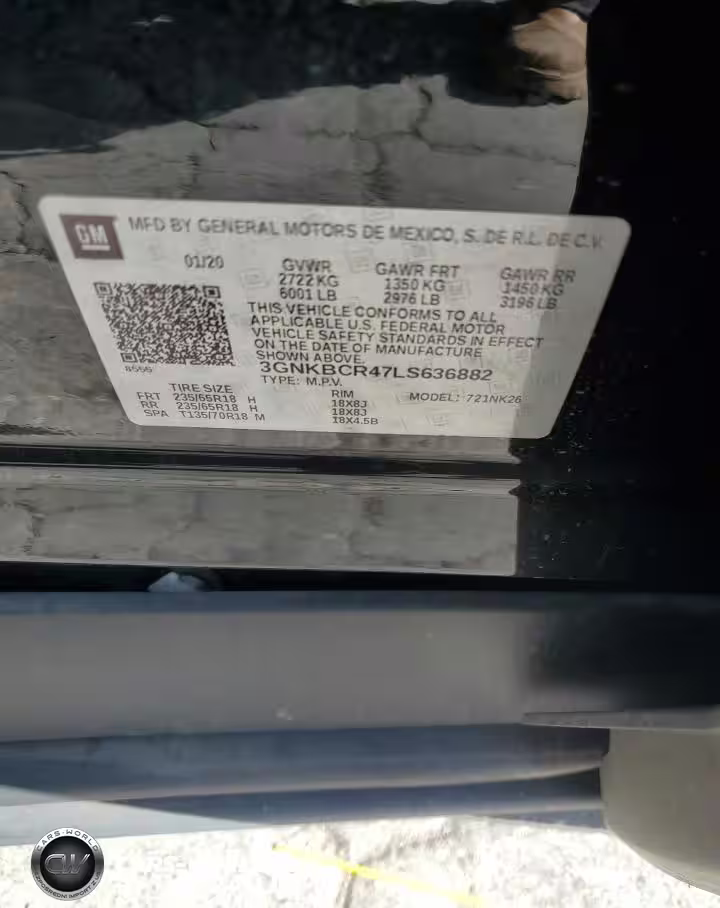 GM
MFD BY GENERAL MOTORS DE MEXICO, S. DE R.L. DE C.V.
01/20 GVWR GAWR FRT GAWR RR
2722 KG 1350 KG 1450 KG
6001 LB 2976 LB 3196 LB
THIS VEHICLE CONFORMS TO ALL
APPLICABLE U.S. FEDERAL MOTOR
VEHICLE SAFETY STANDARDS IN EFFECT
ON THE DATE OF MANUFACTURE
SHOWN ABOVE.
3GNKBCR47LS636882
TYPE: M.P.V.
MODEL: 721NK26
TIRE SIZE RIM
FRT 235/65R18 H 18X8J
RR 235/65R18 H 18X8J
SPA T135/70R18 M 18X4.5B
CARS-WORLD
CW